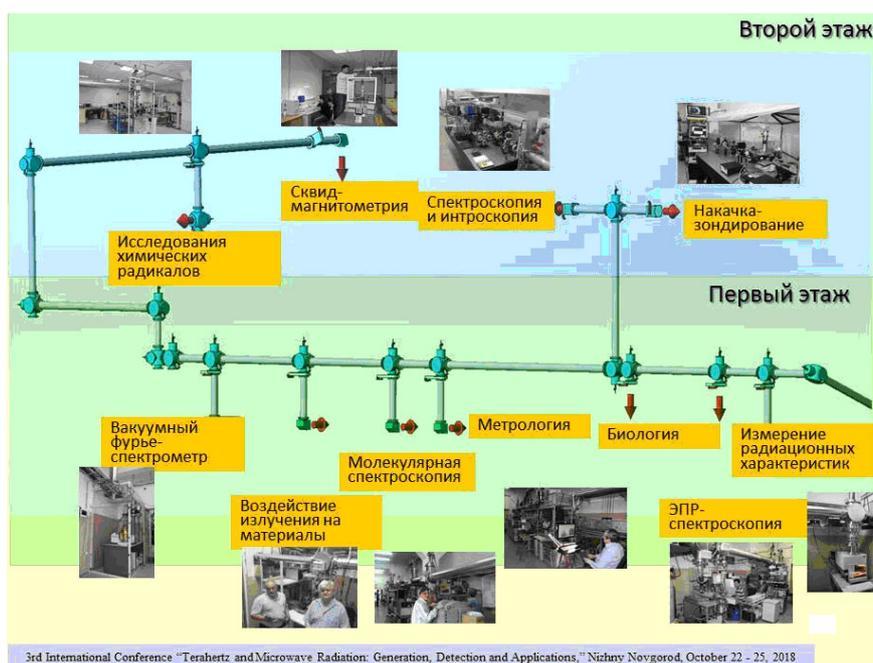 Второй этаж
Сквид-
магнитометрия
Спектроскопия
и интроскопия
Накачка-
зондирование
Исследования
химических
радикалов
Первый этаж
Вакуумный
фурье-
спектрометр
Метрология
Биология
Измерение
радиационных
характеристик
Молекулярная
спектроскопия
Воздействие
излучения на
материалы
ЭПР-
спектроскопия
3rd International Conference “Terahertz and Microwave Radiation: Generation, Detection and Applications,” Nizhny Novgorod, October 22 - 25, 2018